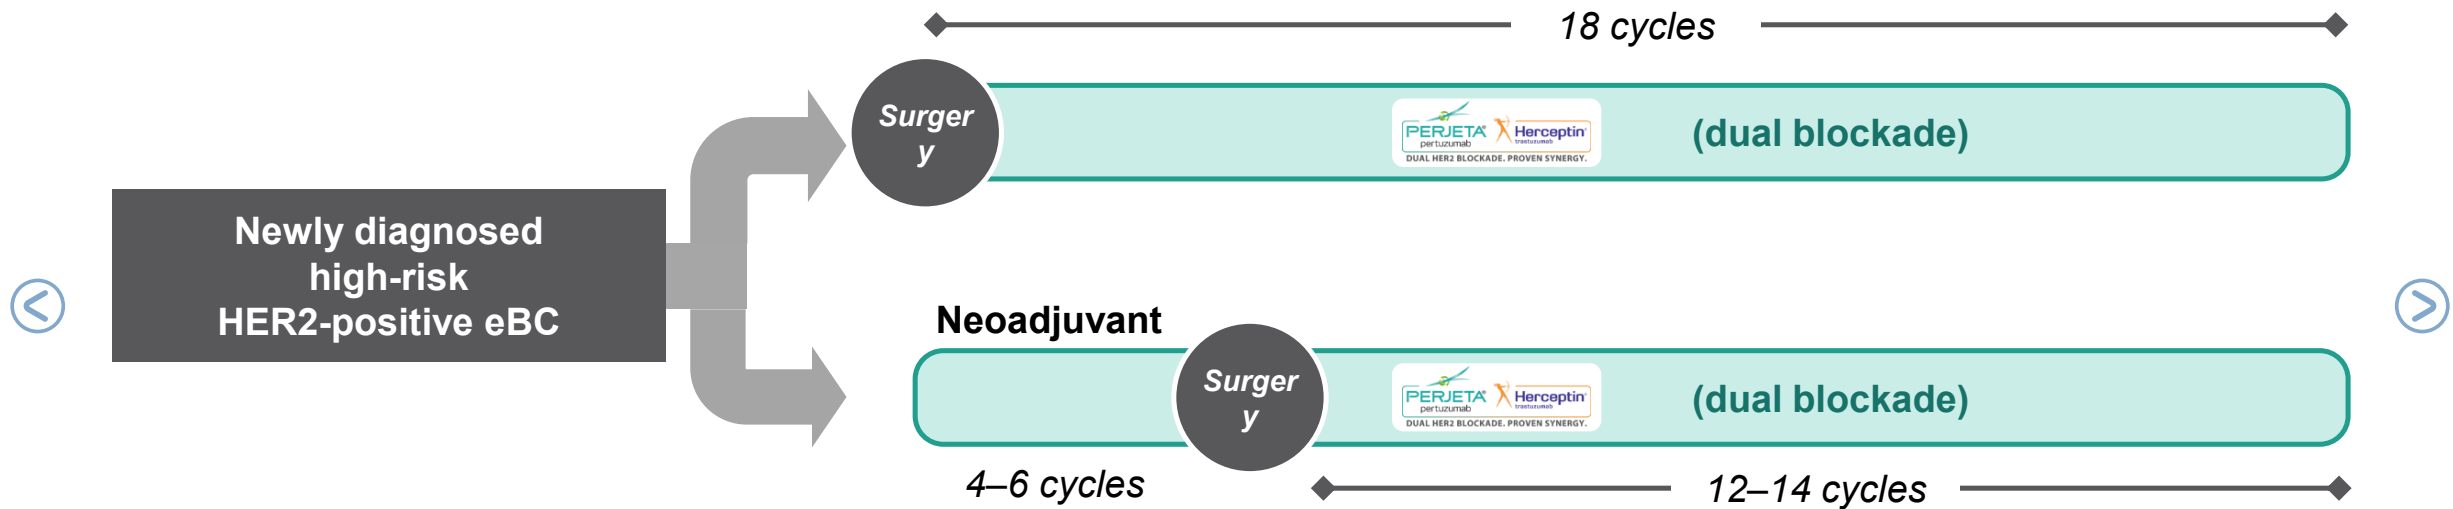 18 cycles
Surger
y
PERJETA®
pertuzumab
Herceptin®
trastuzumab
DUAL HER2 BLOCKADE. PROVEN SYNERGY.
(dual blockade)
Newly diagnosed
high-risk
HER2-positive eBC
Neoadjuvant
Surger
y
PERJETA®
pertuzumab
Herceptin®
trastuzumab
DUAL HER2 BLOCKADE. PROVEN SYNERGY.
(dual blockade)
4–6 cycles
12–14 cycles